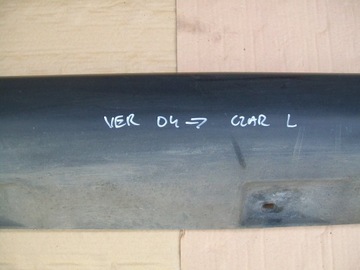 VER 04 → CZAR L